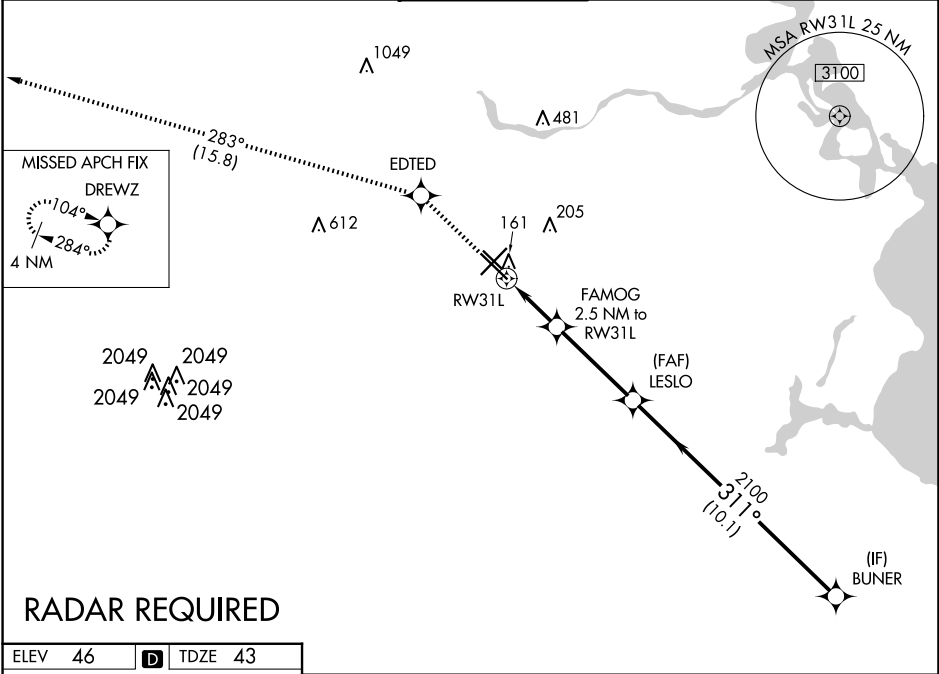 MSA RW31L 25 NM
3100
1049
481
283°
(15.8)
EDTED
MISSED APCH FIX
DREWZ
104°
284°
4 NM
612
161
205
RW31L
FAMOG
2.5 NM to
RW31L
(FAF)
LESLO
2049
2049
2049
2049
2049
2100
311°
(10.1)
(IF)
BUNER
RADAR REQUIRED
ELEV 46 D TDZE 43